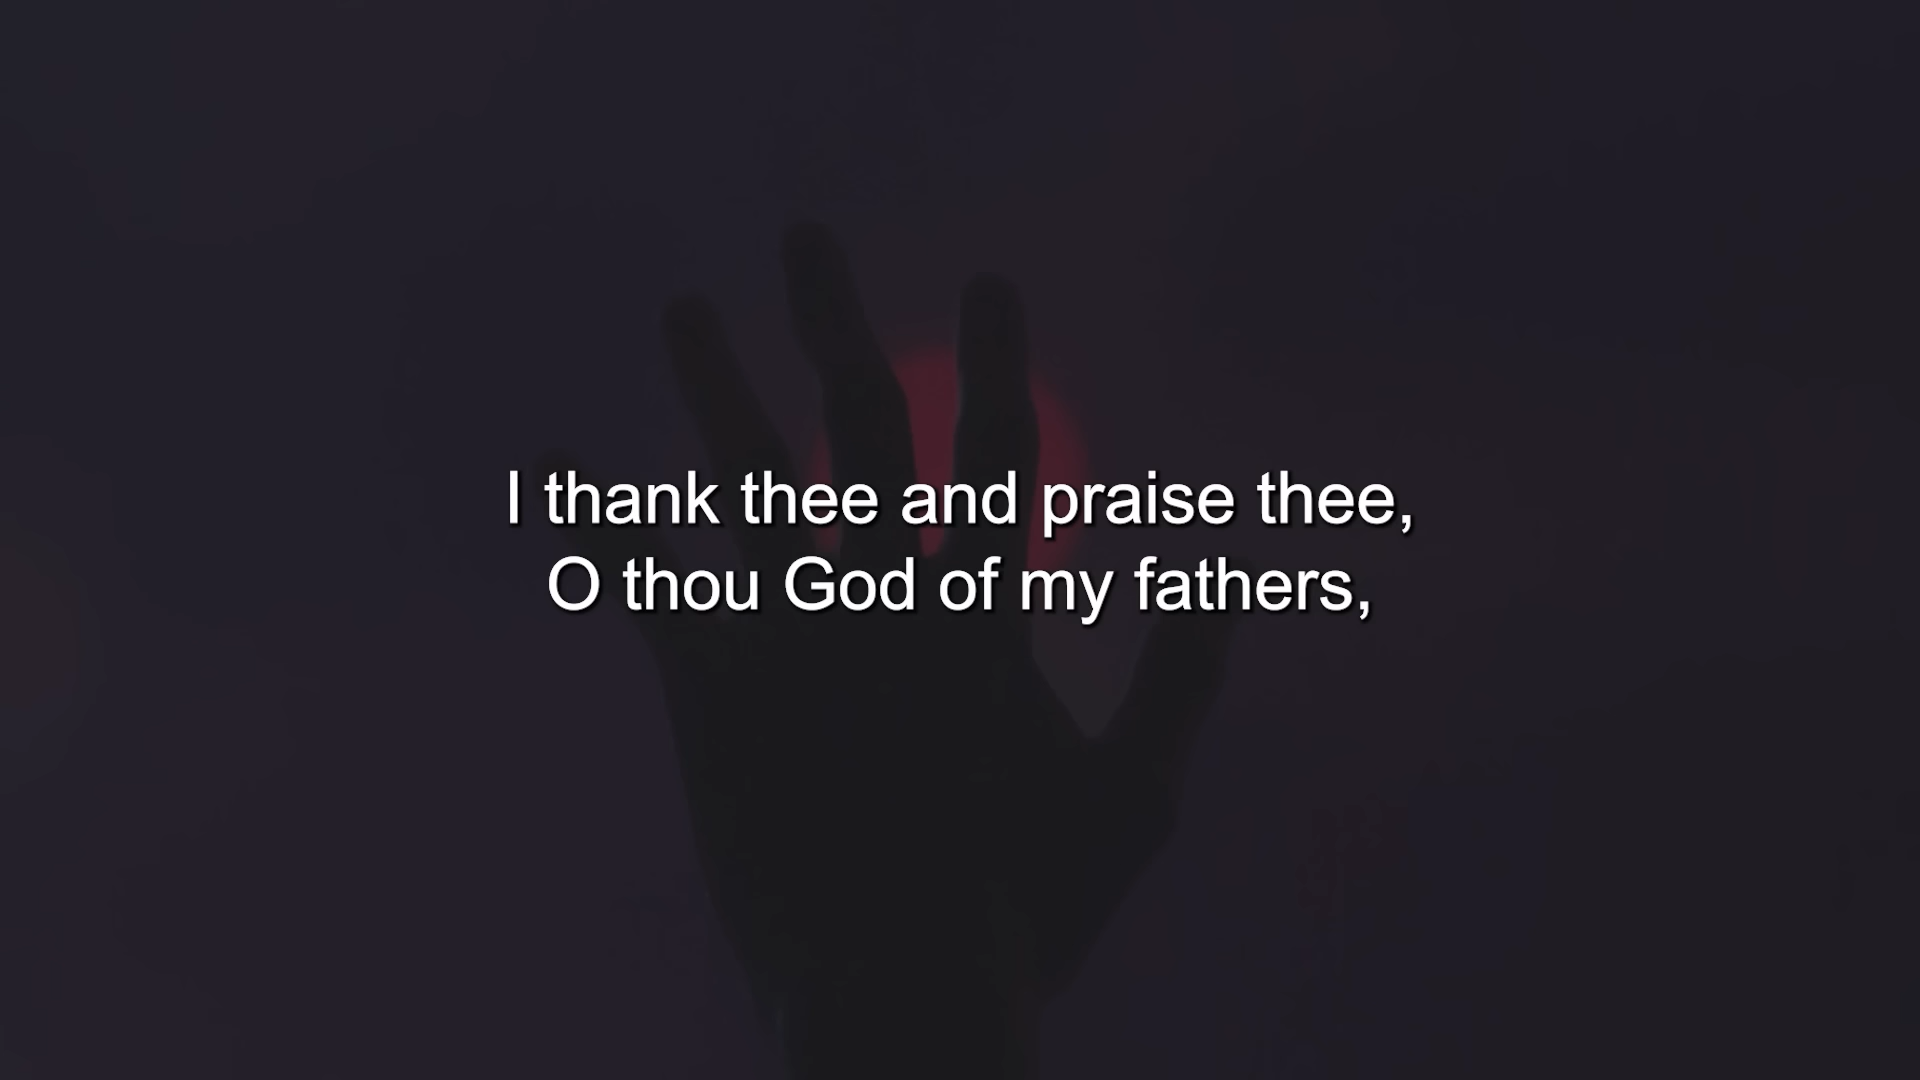 I thank thee and praise thee,
O thou God of my fathers,